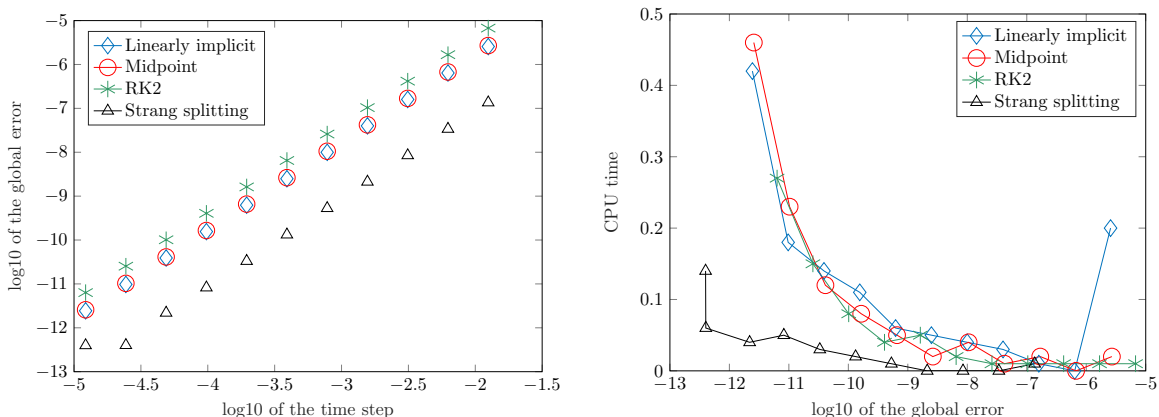 −5
−6
−7
−8
−9
−10
−11
−12
−13
−5
−4.5
−4
−3.5
−3
−2.5
−2
−1.5
log10 of the time step
log10 of the global error
Linearly implicit
Midpoint
RK2
Strang splitting
0.5
0.4
0.3
0.2
0.1
0
−13
−12
−11
−10
−9
−8
−7
−6
−5
log10 of the global error
CPU time
Linearly implicit
Midpoint
RK2
Strang splitting